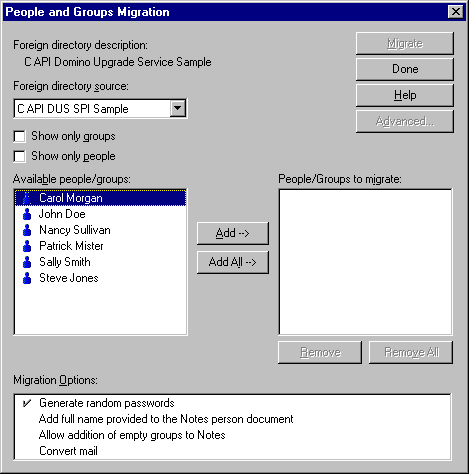 People and Groups Migration
Foreign directory description:
C API Domino Upgrade Service Sample
Foreign directory source:
C API DUS SPI Sample
Show only groups
Show only people
Migrate
Done
Help
Advanced...
Available people/groups:
Carol Morgan
John Doe
Nancy Sullivan
Patrick Mister
Sally Smith
Steve Jones
Add -->
Add All -->
People/Groups to migrate:
Remove
Remove All
Migration Options:
Generate random passwords
Add full name provided to the Notes person document
Allow addition of empty groups to Notes
Convert mail